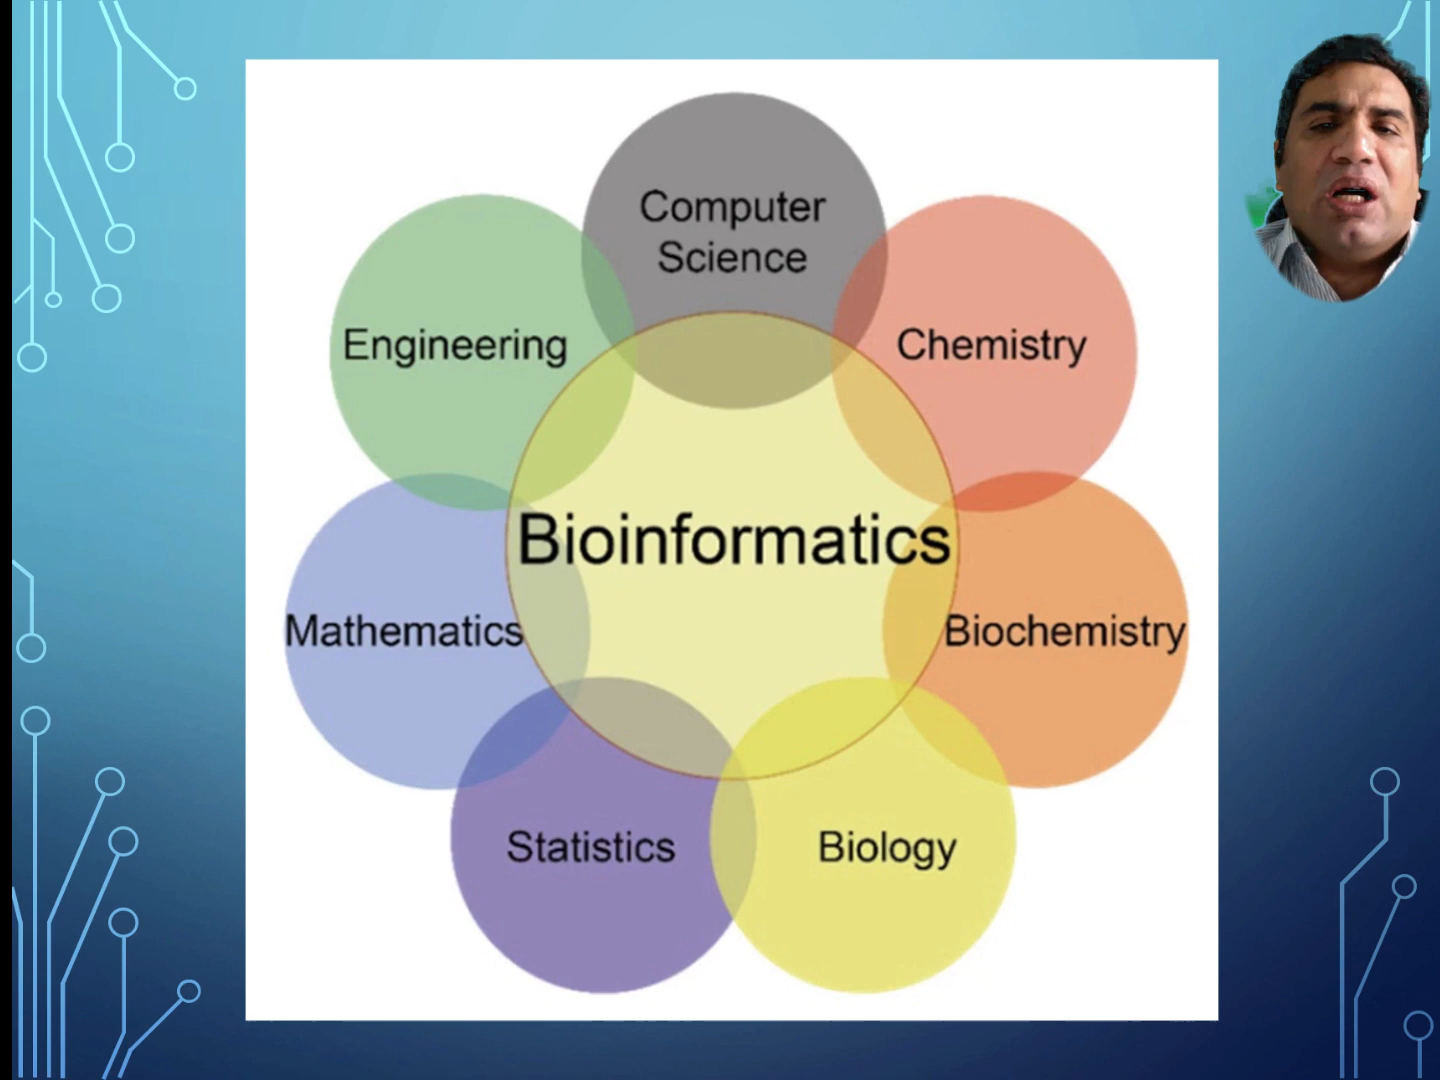 Computer
Science
Engineering
Chemistry
Bioinformatics
Mathematics
Biochemistry
Statistics
Biology